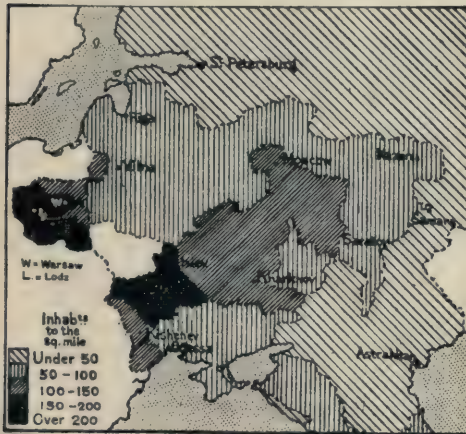 St Petersburg
Riga
Vilna
Moscow
Kazan
W
L
To Samara
W = Warsaw
L. = Lodz
Kiev
Kharkov
Saratov
Kishenev
Odessa
Astrakhan
Inhabts
to the
sq. mile
Under 50
50 - 100
100 - 150
150 - 200
Over 200